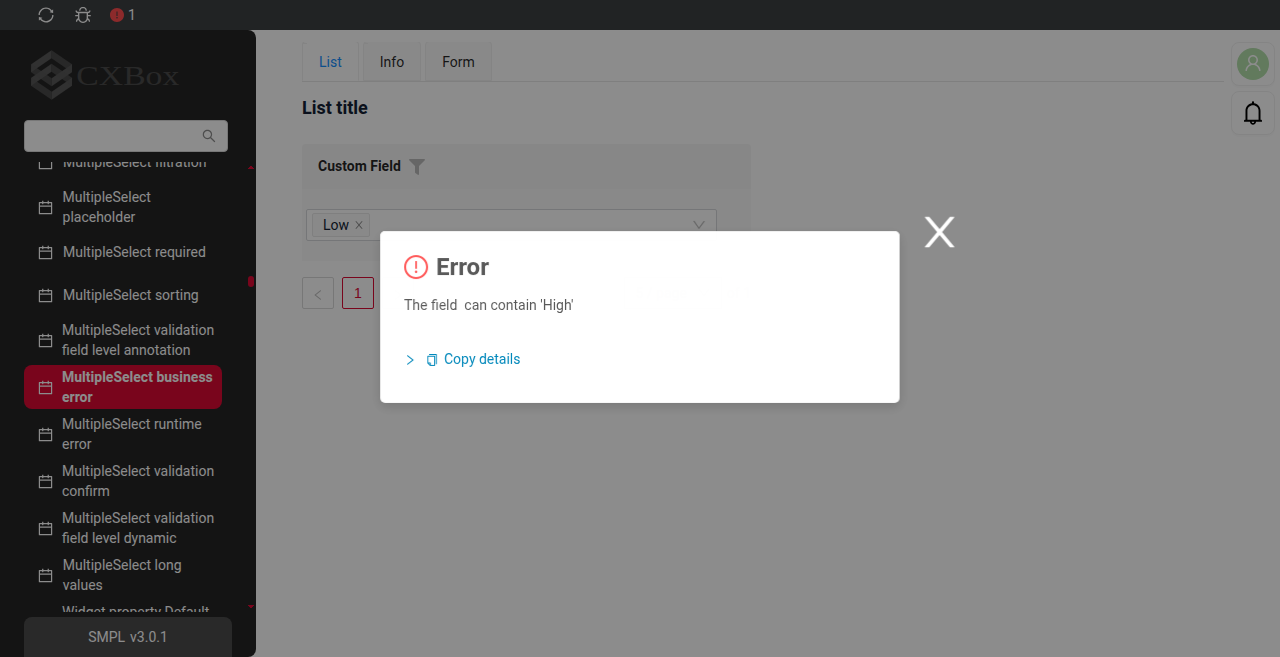 1
CXBox
List
Info
Form
List title
Custom Field
Low
1
MultipleSelect filtration
MultipleSelect
placeholder
MultipleSelect required
MultipleSelect sorting
MultipleSelect validation
field level annotation
MultipleSelect business
error
MultipleSelect runtime
error
MultipleSelect validation
confirm
MultipleSelect validation
field level dynamic
MultipleSelect long
values
Widget property Default
SMPL v3.0.1
Error
The field  can contain 'High'
Copy details